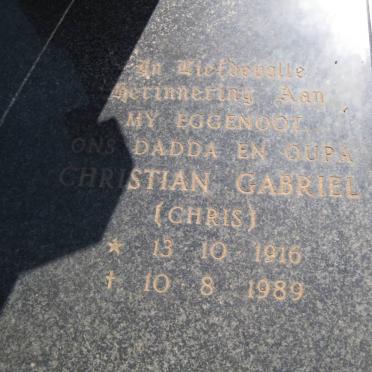 In Liefdevolle
Herinnering Aan
MY EGGENOOT,
ONS DADDA EN OUPA
CHRISTIAN GABRIEL
(CHRIS)
* 13 10 1916
† 10 · 8 1989